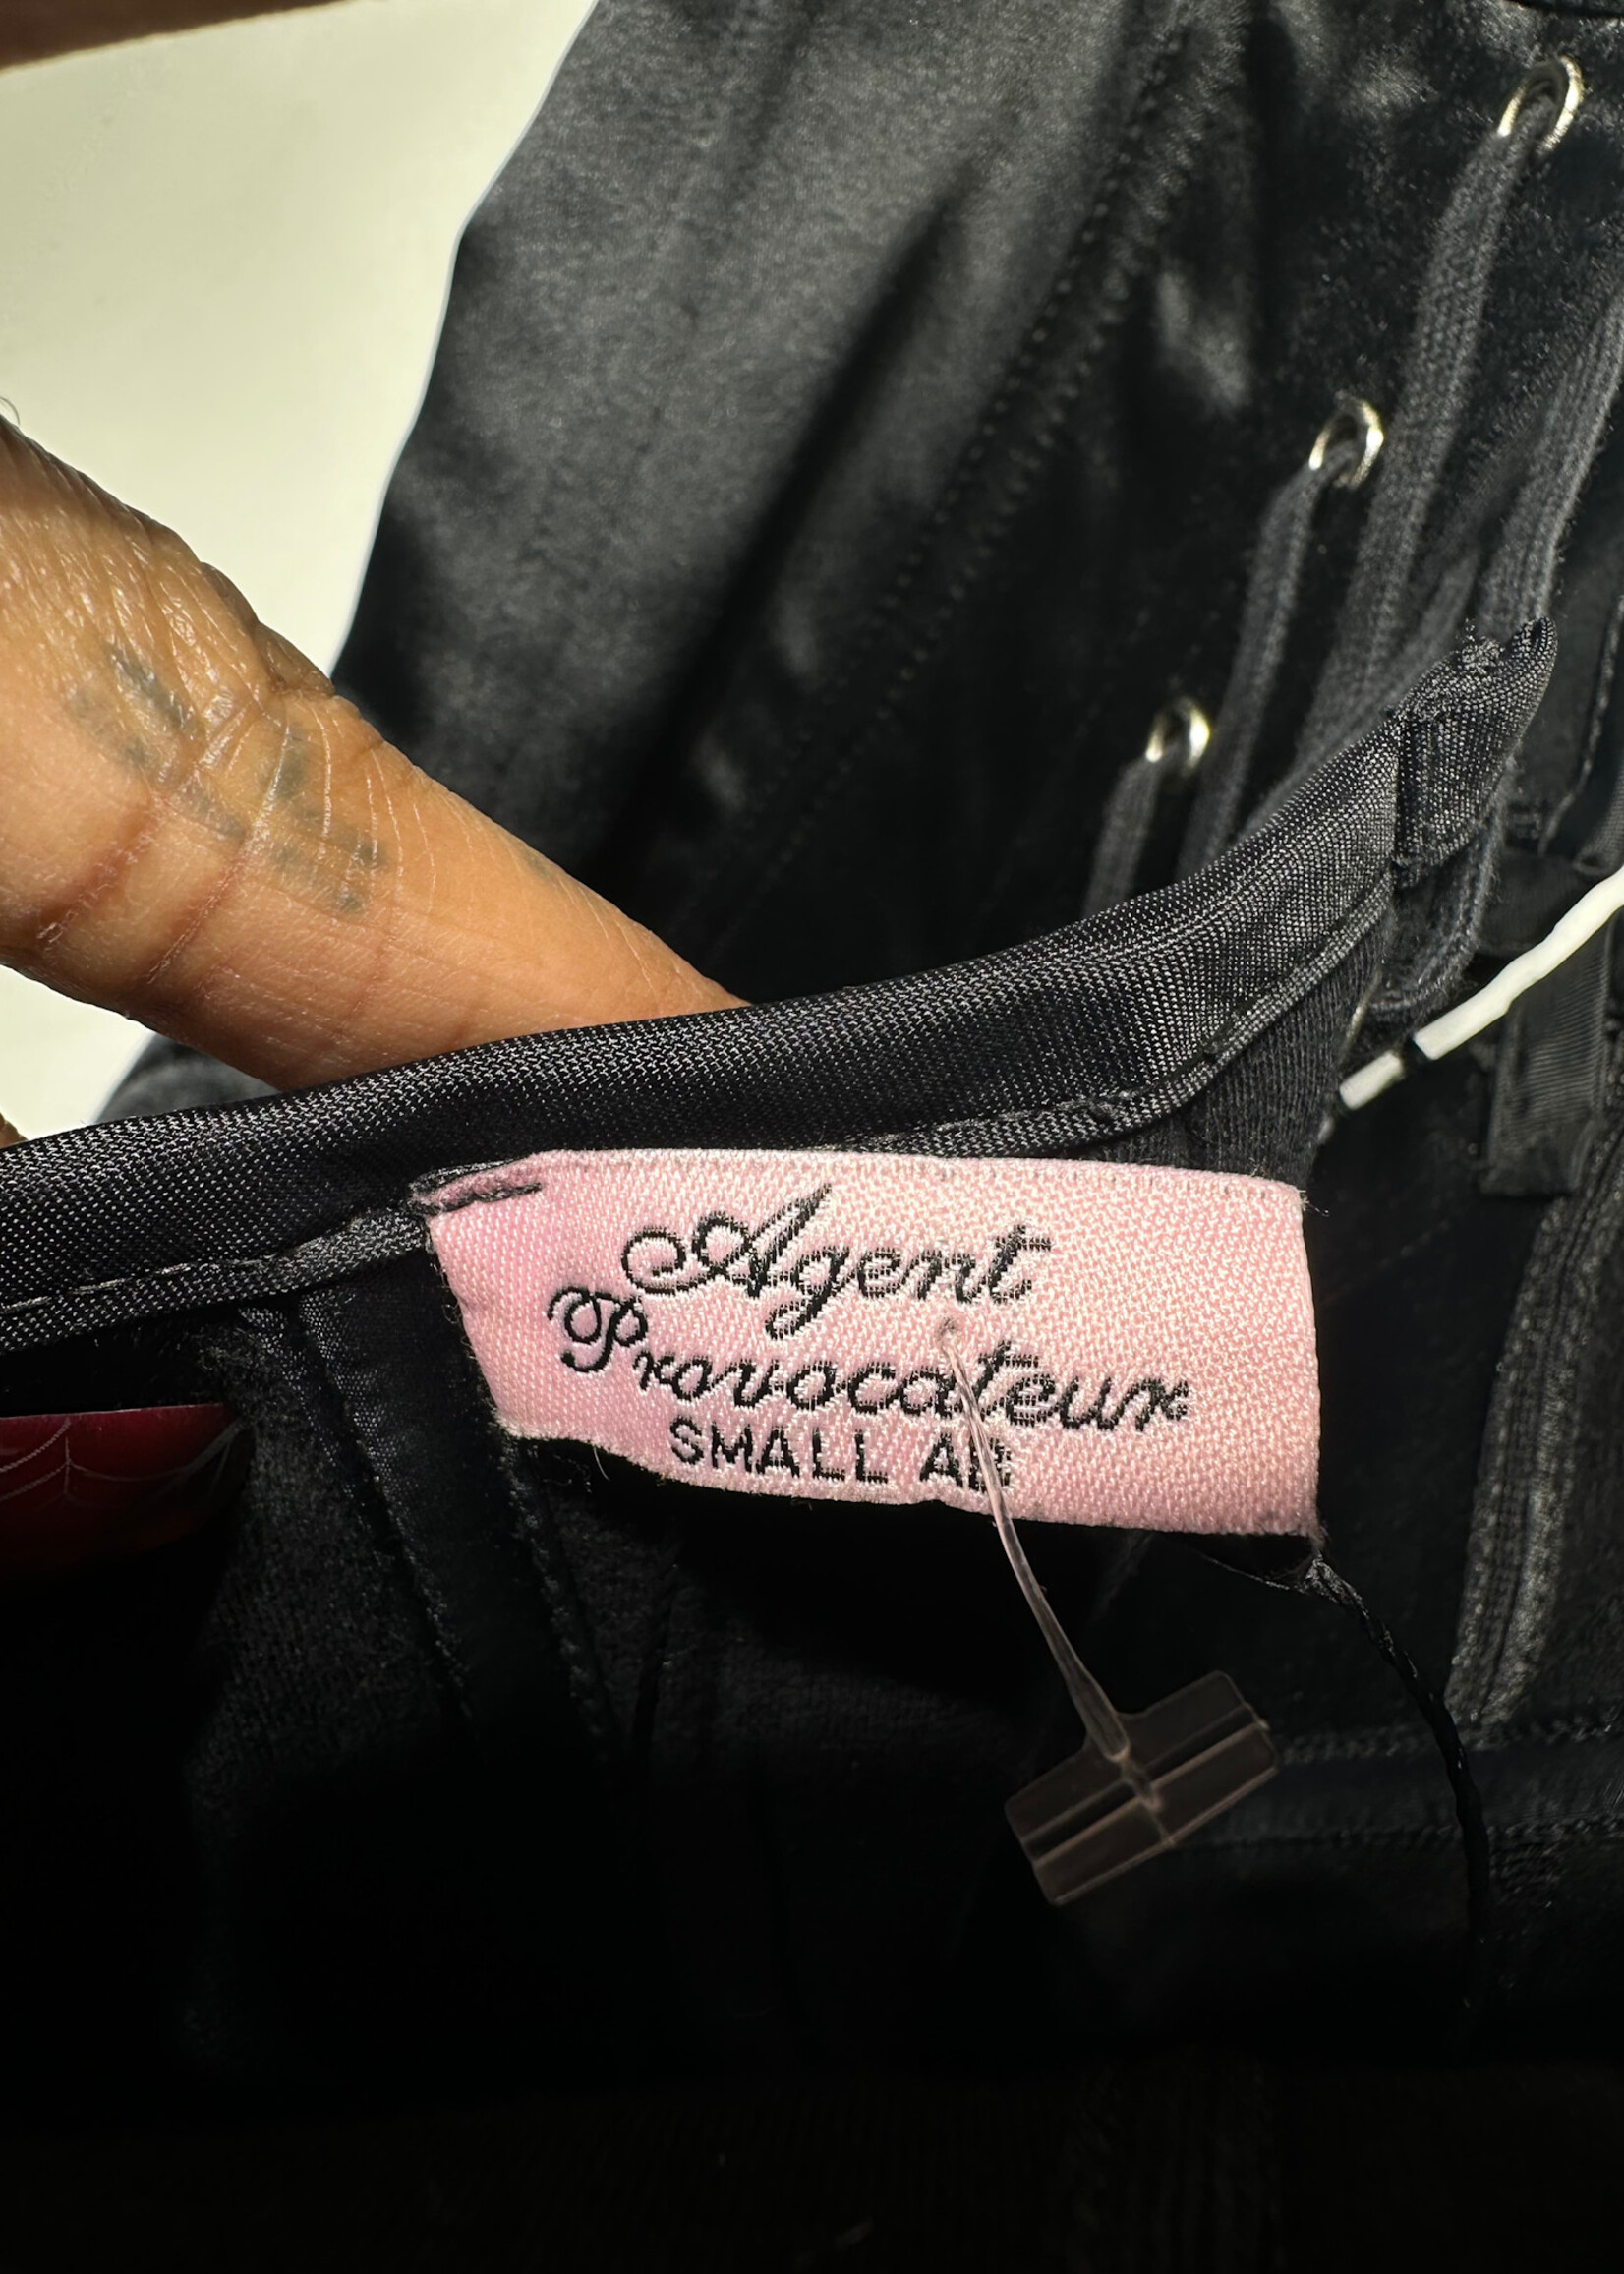 Agent
Provocateur
SMALL AB